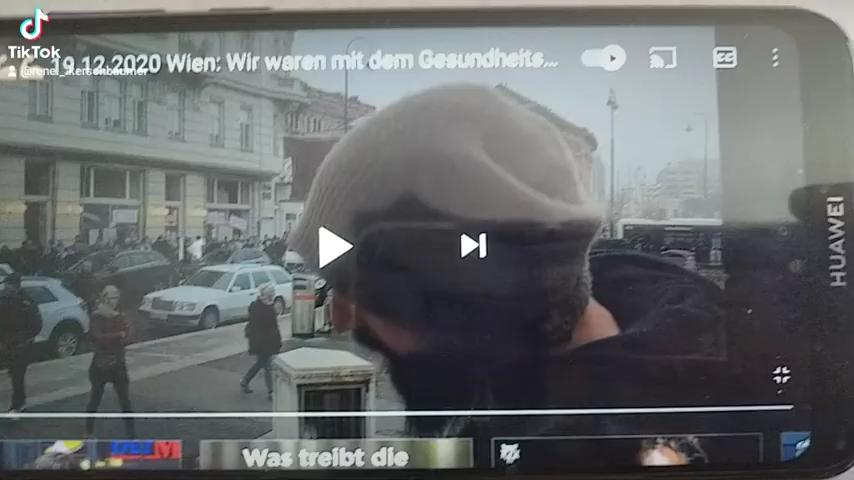 TikTok
19.12.2020 Wien: Wir waren mit dem Gesundheits...
HUAWEI
Was treibt die